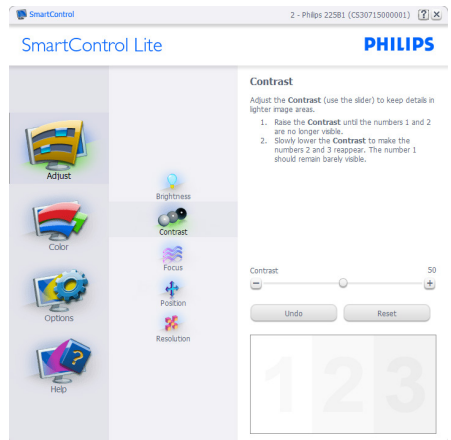 SmartControl
2 - Philips 225B1 (CS30715000001)
SmartControl Lite
PHILIPS
Adjust
Color
Options
Help
Brightness
Contrast
Focus
Position
Resolution
Contrast
Adjust the Contrast (use the slider) to keep details in
lighter image areas.
1. Raise the Contrast until the numbers 1 and 2
are no longer visible.
2. Slowly lower the Contrast to make the
numbers 2 and 3 reappear. The number 1
should remain barely visible.
Contrast 50
Undo Reset
1 2 3